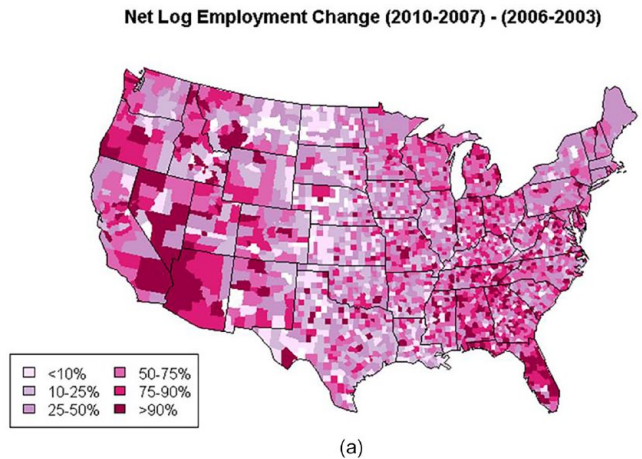 Net Log Employment Change (2010-2007) - (2006-2003)
<10% 50-75%
10-25% 75-90%
25-50% >90%
(a)